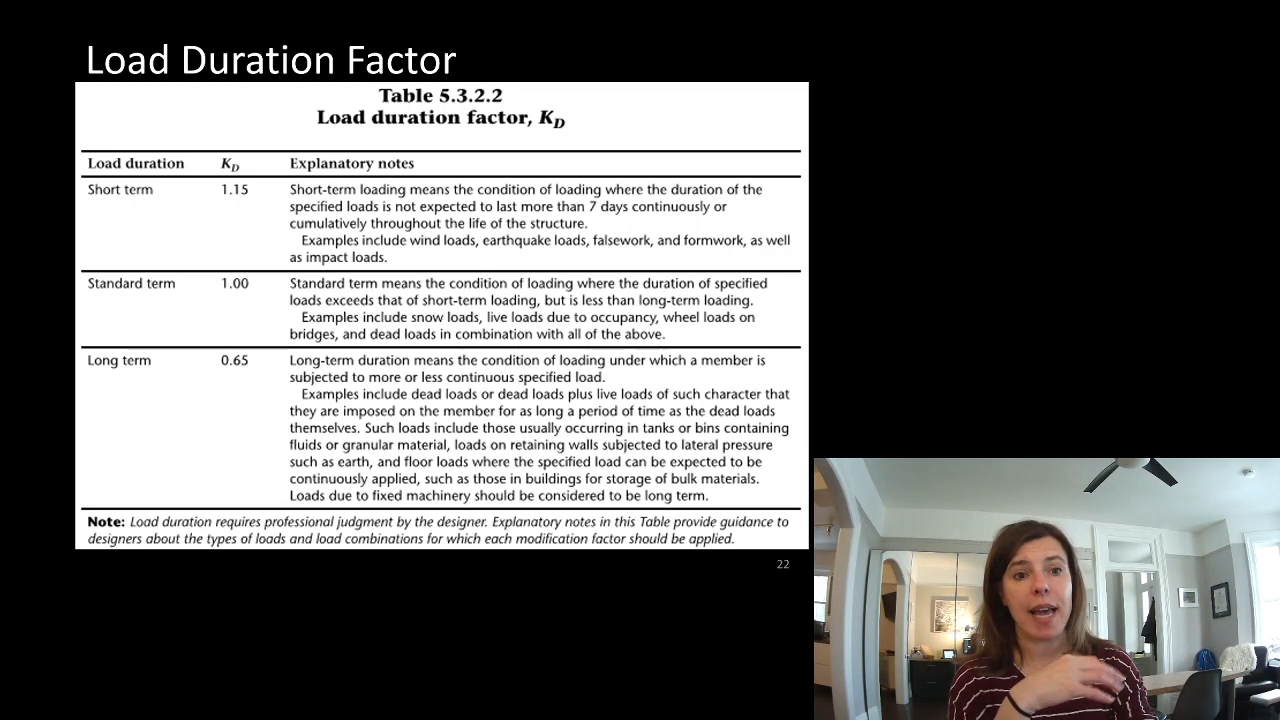 Load Duration Factor
Table 5.3.2.2
Load duration factor, K_D
Load duration K_D Explanatory notes
Short term 1.15 Short-term loading means the condition of loading where the duration of the
specified loads is not expected to last more than 7 days continuously or
cumulatively throughout the life of the structure.
Examples include wind loads, earthquake loads, falsework, and formwork, as well
as impact loads.
Standard term 1.00 Standard term means the condition of loading where the duration of specified
loads exceeds that of short-term loading, but is less than long-term loading.
Examples include snow loads, live loads due to occupancy, wheel loads on
bridges, and dead loads in combination with all of the above.
Long term 0.65 Long-term duration means the condition of loading under which a member is
subjected to more or less continuous specified load.
Examples include dead loads or dead loads plus live loads of such character that
they are imposed on the member for as long a period of time as the dead loads
themselves. Such loads include those usually occurring in tanks or bins containing
fluids or granular material, loads on retaining walls subjected to lateral pressure
such as earth, and floor loads where the specified load can be expected to be
continuously applied, such as those in buildings for storage of bulk materials.
Loads due to fixed machinery should be considered to be long term.
Note: Load duration requires professional judgment by the designer. Explanatory notes in this Table provide guidance to
designers about the types of loads and load combinations for which each modification factor should be applied.
22